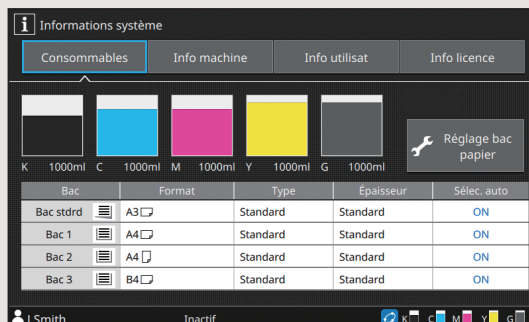 i Informations système
Consommables Info machine Info utilisat Info licence
K 1000ml C 1000ml M 1000ml Y 1000ml G 1000ml
Réglage bac
papier
Bac Format Type Épaisseur Sélec. auto
Bac stdrd A3 Standard Standard ON
Bac 1 A4 Standard Standard ON
Bac 2 A4 Standard Standard ON
Bac 3 B4 Standard Standard ON
J.Smith Inactif K C M Y G